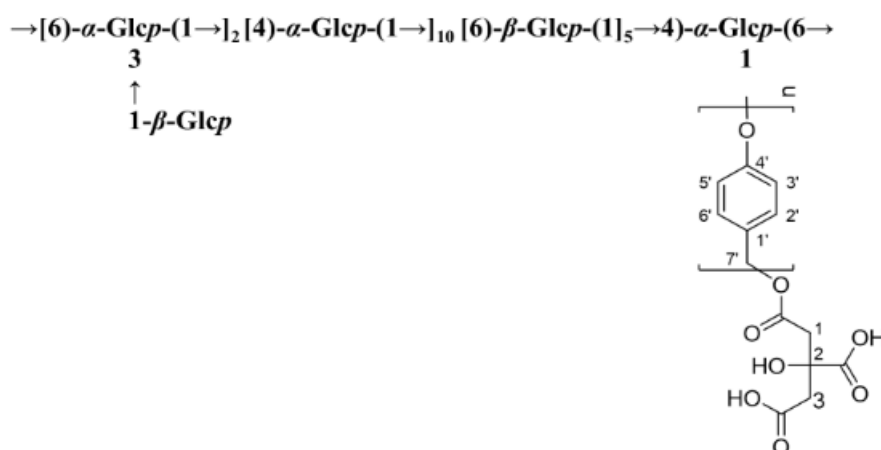 →[6)-α-Glcp-(1→]₂ [4)-α-Glcp-(1→]₁₀ [6)-β-Glcp-(1]₅→4)-α-Glcp-(6→
3 1
↑
1-β-Glcp
n
O
4'
5' 3'
6' 2'
1'
7'
O
O 1
HO 2 OH
O
HO 3
O